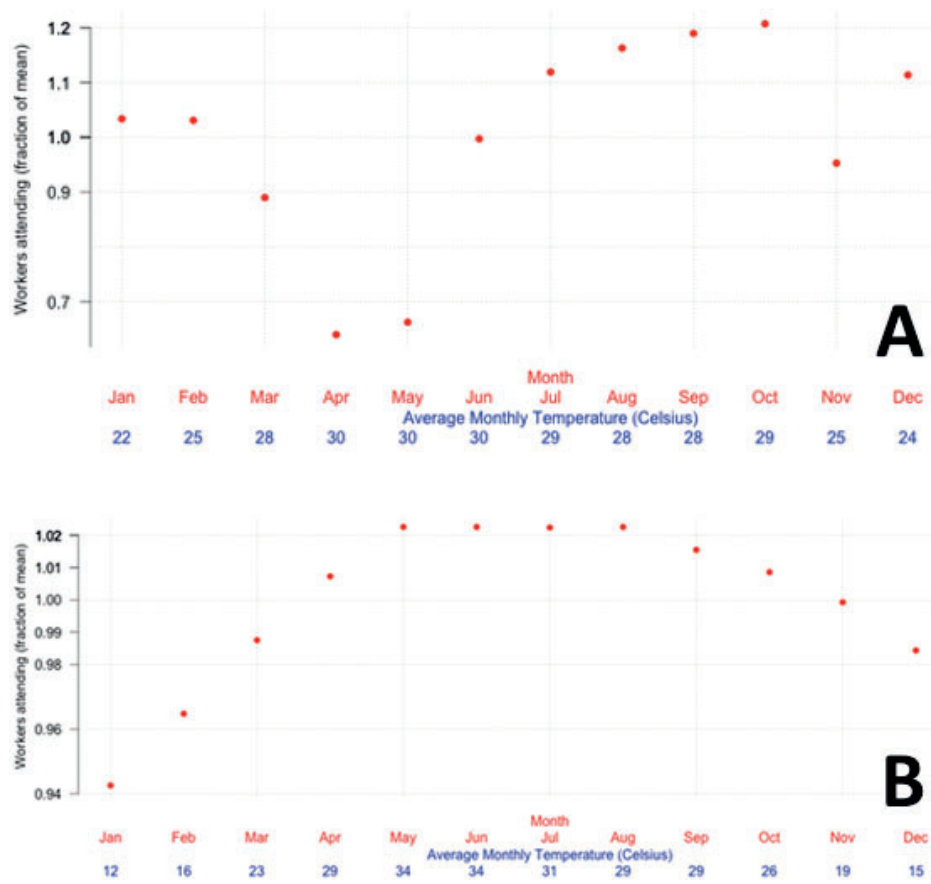 Workers attending (fraction of mean)
1.2
1.1
1.0
0.9
0.7
A
Month
Jan Feb Mar Apr May Jun Jul Aug Sep Oct Nov Dec
Average Monthly Temperature (Celsius)
22 25 28 30 30 30 29 28 28 29 25 24
Workers attending (fraction of mean)
1.02
1.01
1.00
0.99
0.98
0.96
0.94
B
Month
Jan Feb Mar Apr May Jun Jul Aug Sep Oct Nov Dec
Average Monthly Temperature (Celsius)
12 16 23 29 34 34 31 29 29 26 19 15